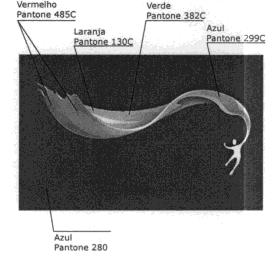 Vermelho
Pantone 485C
Laranja
Pantone 130C
Verde
Pantone 382C
Azul
Pantone 299C
Azul
Pantone 280